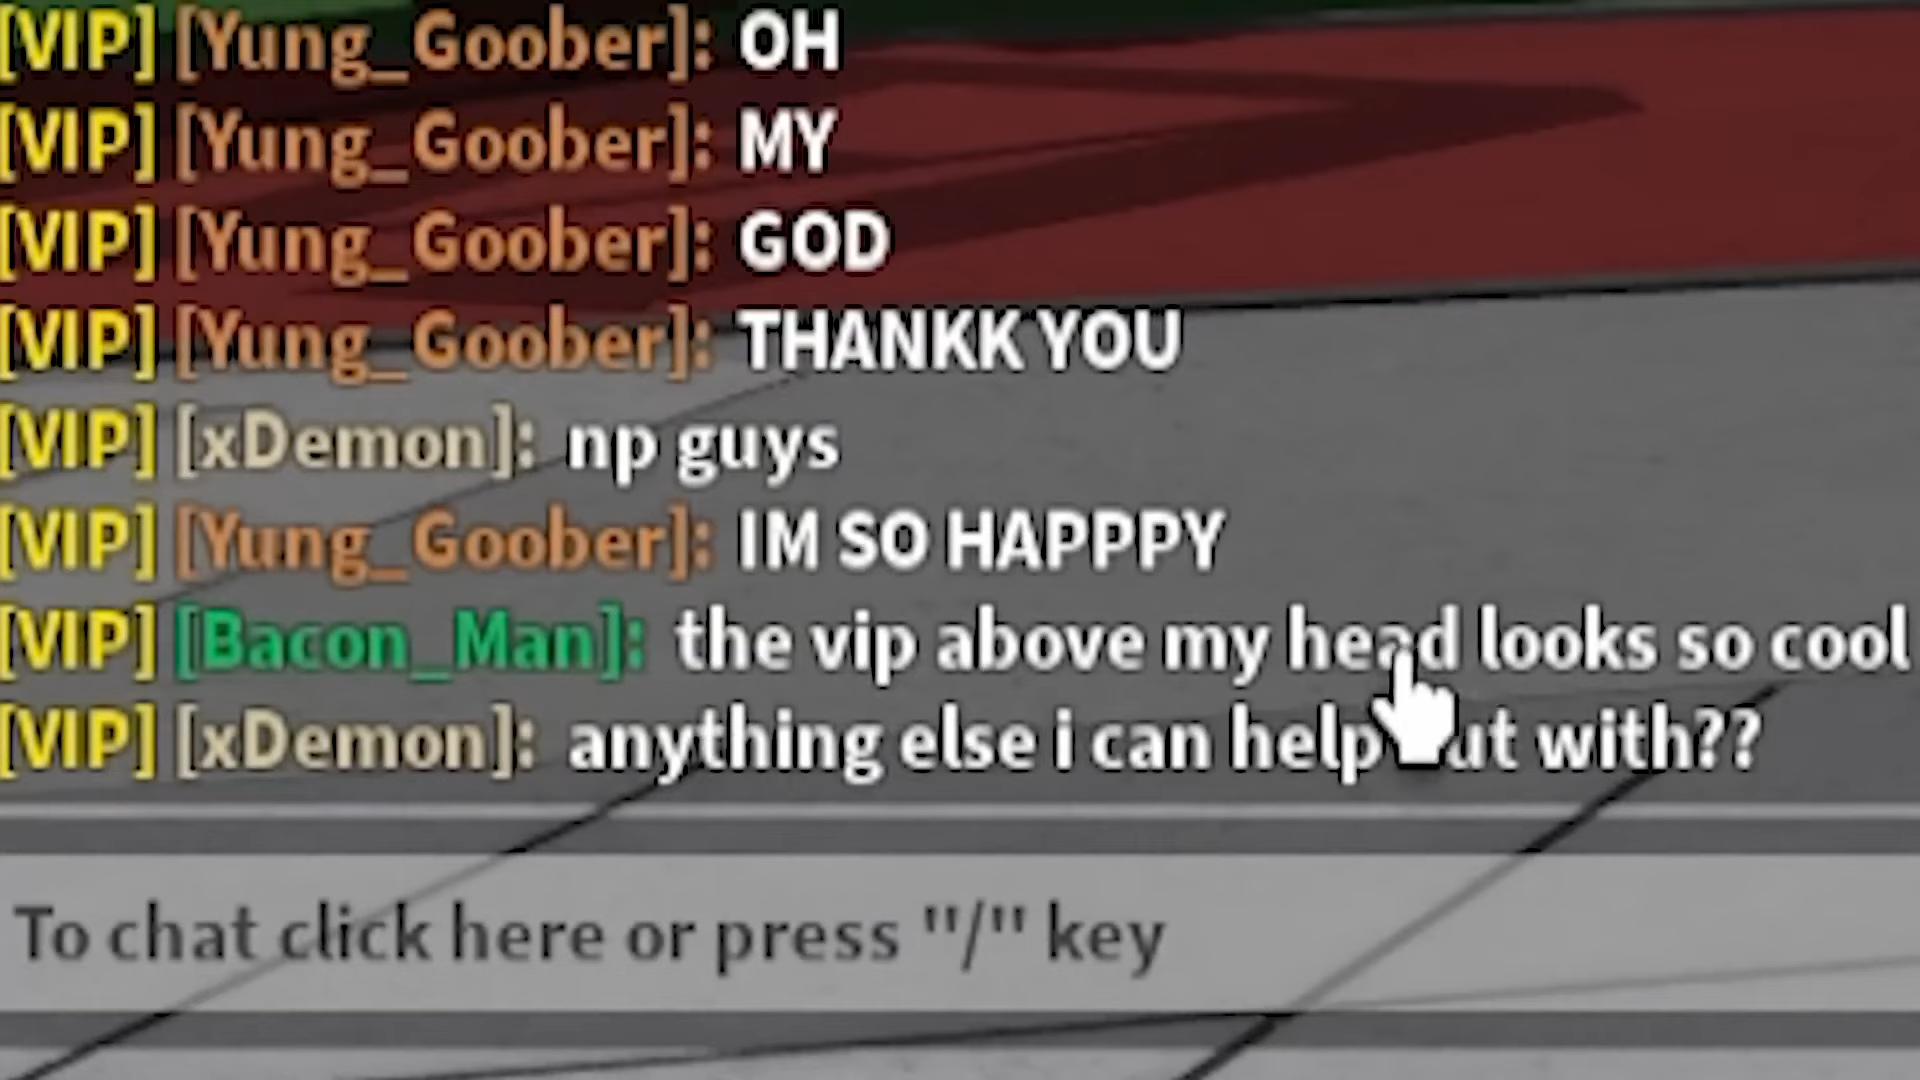 [VIP] [Yung_Goober]: OH
[VIP] [Yung_Goober]: MY
[VIP] [Yung_Goober]: GOD
[VIP] [Yung_Goober]: THANKK YOU
[VIP] [xDemon]: np guys
[VIP] [Yung_Goober]: IM SO HAPPPY
[VIP] [Bacon_Man]: the vip above my head looks so cool
[VIP] [xDemon]: anything else i can help out with??
To chat click here or press "/" key